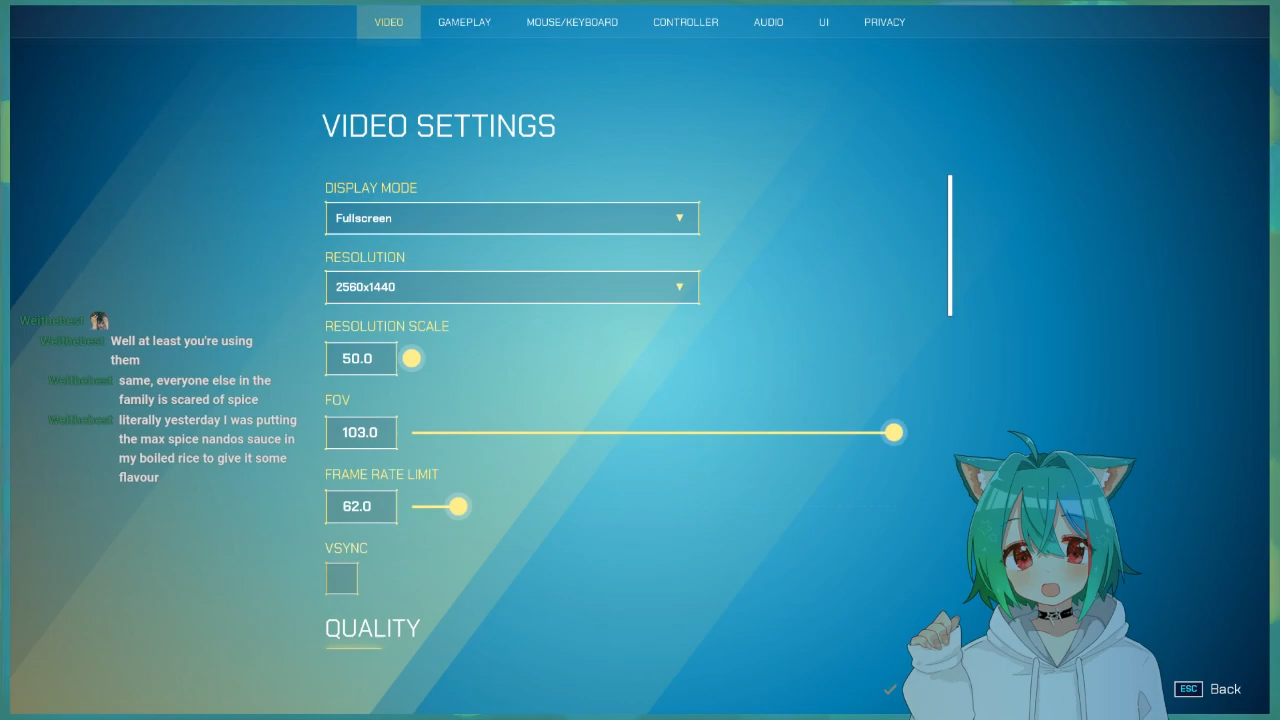 VIDEO GAMEPLAY MOUSE/KEYBOARD CONTROLLER AUDIO UI PRIVACY
VIDEO SETTINGS
DISPLAY MODE
Fullscreen
RESOLUTION
2560x1440
RESOLUTION SCALE
50.0
FOV
103.0
FRAME RATE LIMIT
62.0
VSYNC
QUALITY
Well at least you're using
them
same, everyone else in the
family is scared of spice
literally yesterday I was putting
the max spice nandos sauce in
my boiled rice to give it some
flavour
ESC Back